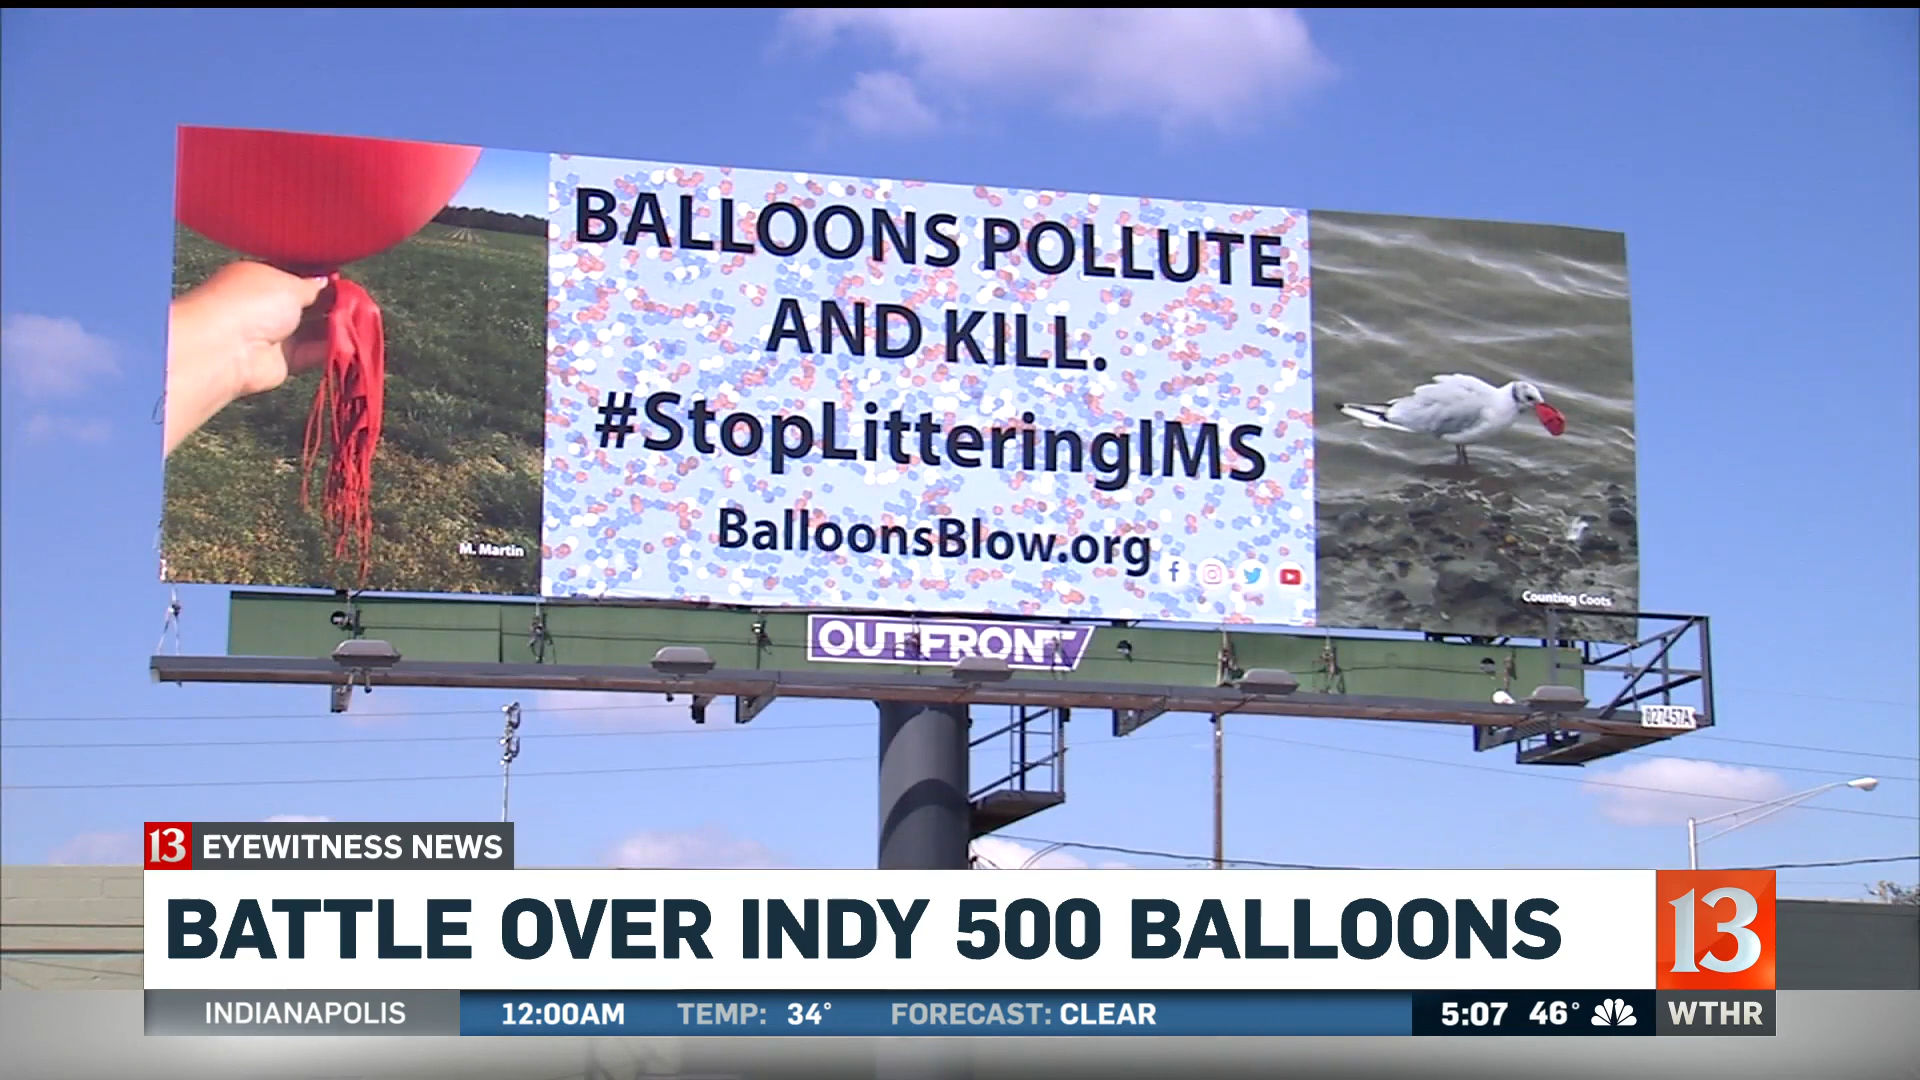 BALLOONS POLLUTE
AND KILL.
#StopLitteringIMS
BalloonsBlow.org
M. Martin
Counting Coots
OUTFRONT
027457A
13 EYEWITNESS NEWS
BATTLE OVER INDY 500 BALLOONS
13
INDIANAPOLIS 12:00AM TEMP: 34° FORECAST: CLEAR 5:07 46° WTHR